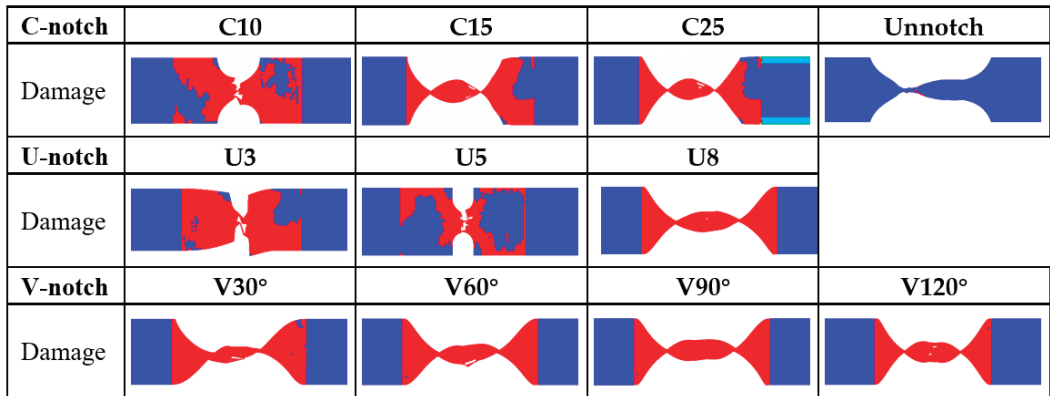 C-notch C10 C15 C25 Unnotch
Damage
U-notch U3 U5 U8
Damage
V-notch V30° V60° V90° V120°
Damage